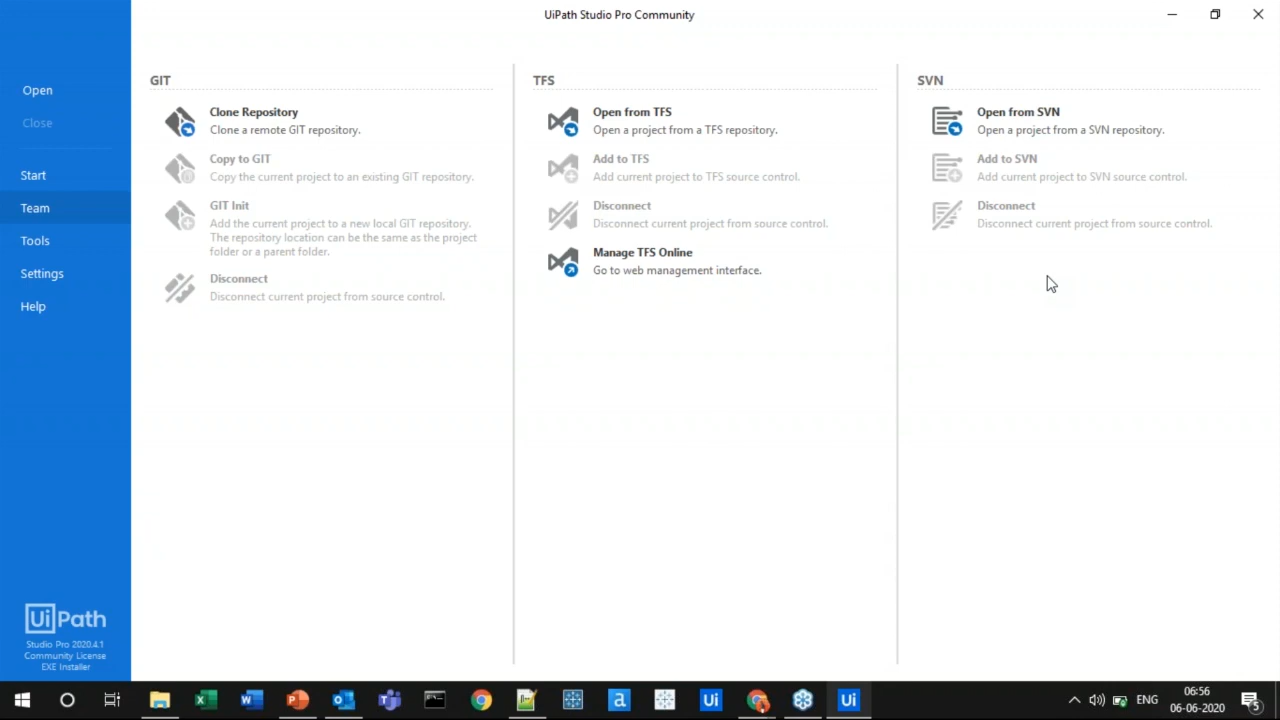 UiPath Studio Pro Community
Open
Close
Start
Team
Tools
Settings
Help
UiPath
Studio Pro 2020.4.1
Community License
EXE Installer
GIT
Clone Repository
Clone a remote GIT repository.
Copy to GIT
Copy the current project to an existing GIT repository.
GIT Init
Add the current project to a new local GIT repository.
The repository location can be the same as the project
folder or a parent folder.
Disconnect
Disconnect current project from source control.
TFS
Open from TFS
Open a project from a TFS repository.
Add to TFS
Add current project to TFS source control.
Disconnect
Disconnect current project from source control.
Manage TFS Online
Go to web management interface.
SVN
Open from SVN
Open a project from a SVN repository.
Add to SVN
Add current project to SVN source control.
Disconnect
Disconnect current project from source control.
Ui
Ui
ENG
06:56
06-06-2020
5